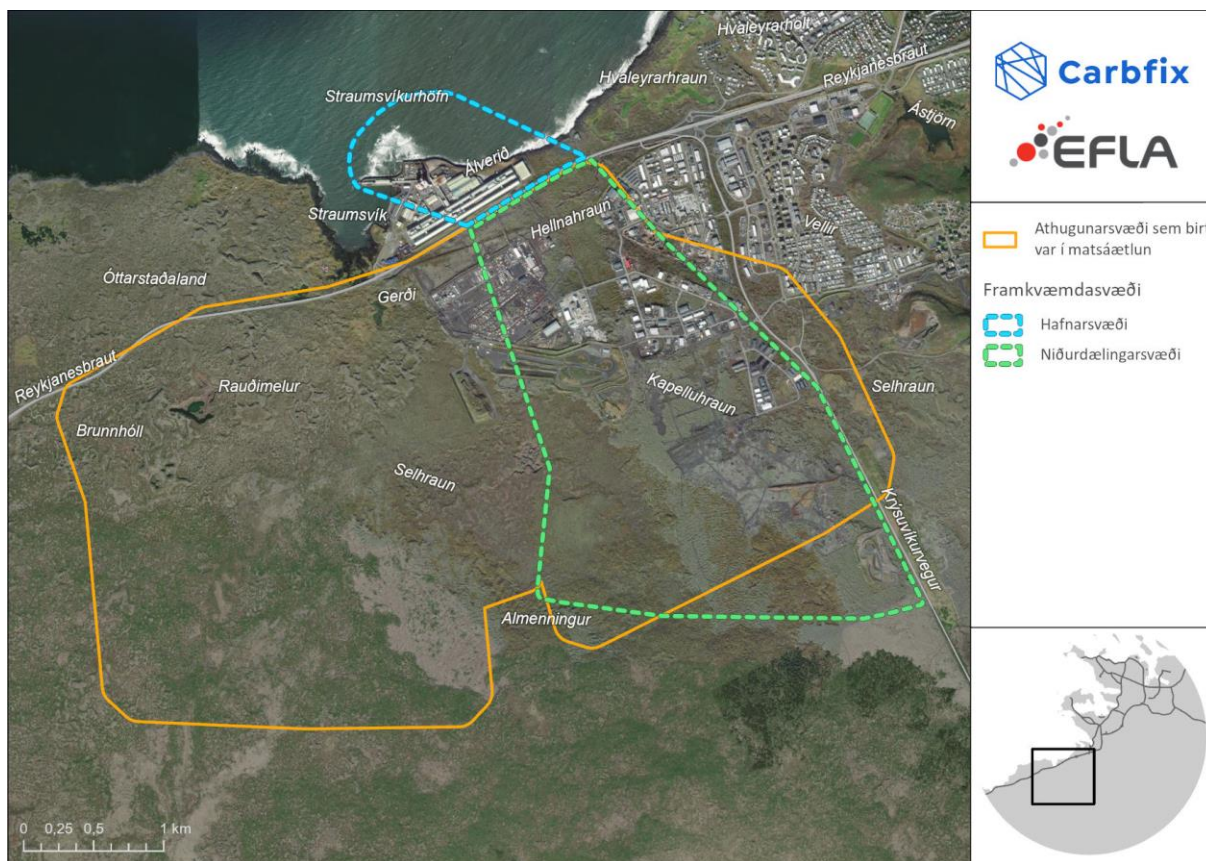 Hvaleyrarholt
Reykjanesbraut
Hvaleyrarhraun
Straumsvíkurhöfn
Ástjörn
Álverið
Straumsvík
Hellnahraun
Vellir
Óttarstaðaland
Gerði
Reykjanesbraut
Rauðimelur
Kapelluhraun
Selhraun
Brunnhóll
Selhraun
Krýsuvíkurvegur
Almenningur
0 0,25 0,5 1 km
Carbfix
EFLA
Athugunarsvæði sem birt
var í matsáætlun
Framkvæmdasvæði
Hafnarsvæði
Niðurdælingarsvæði